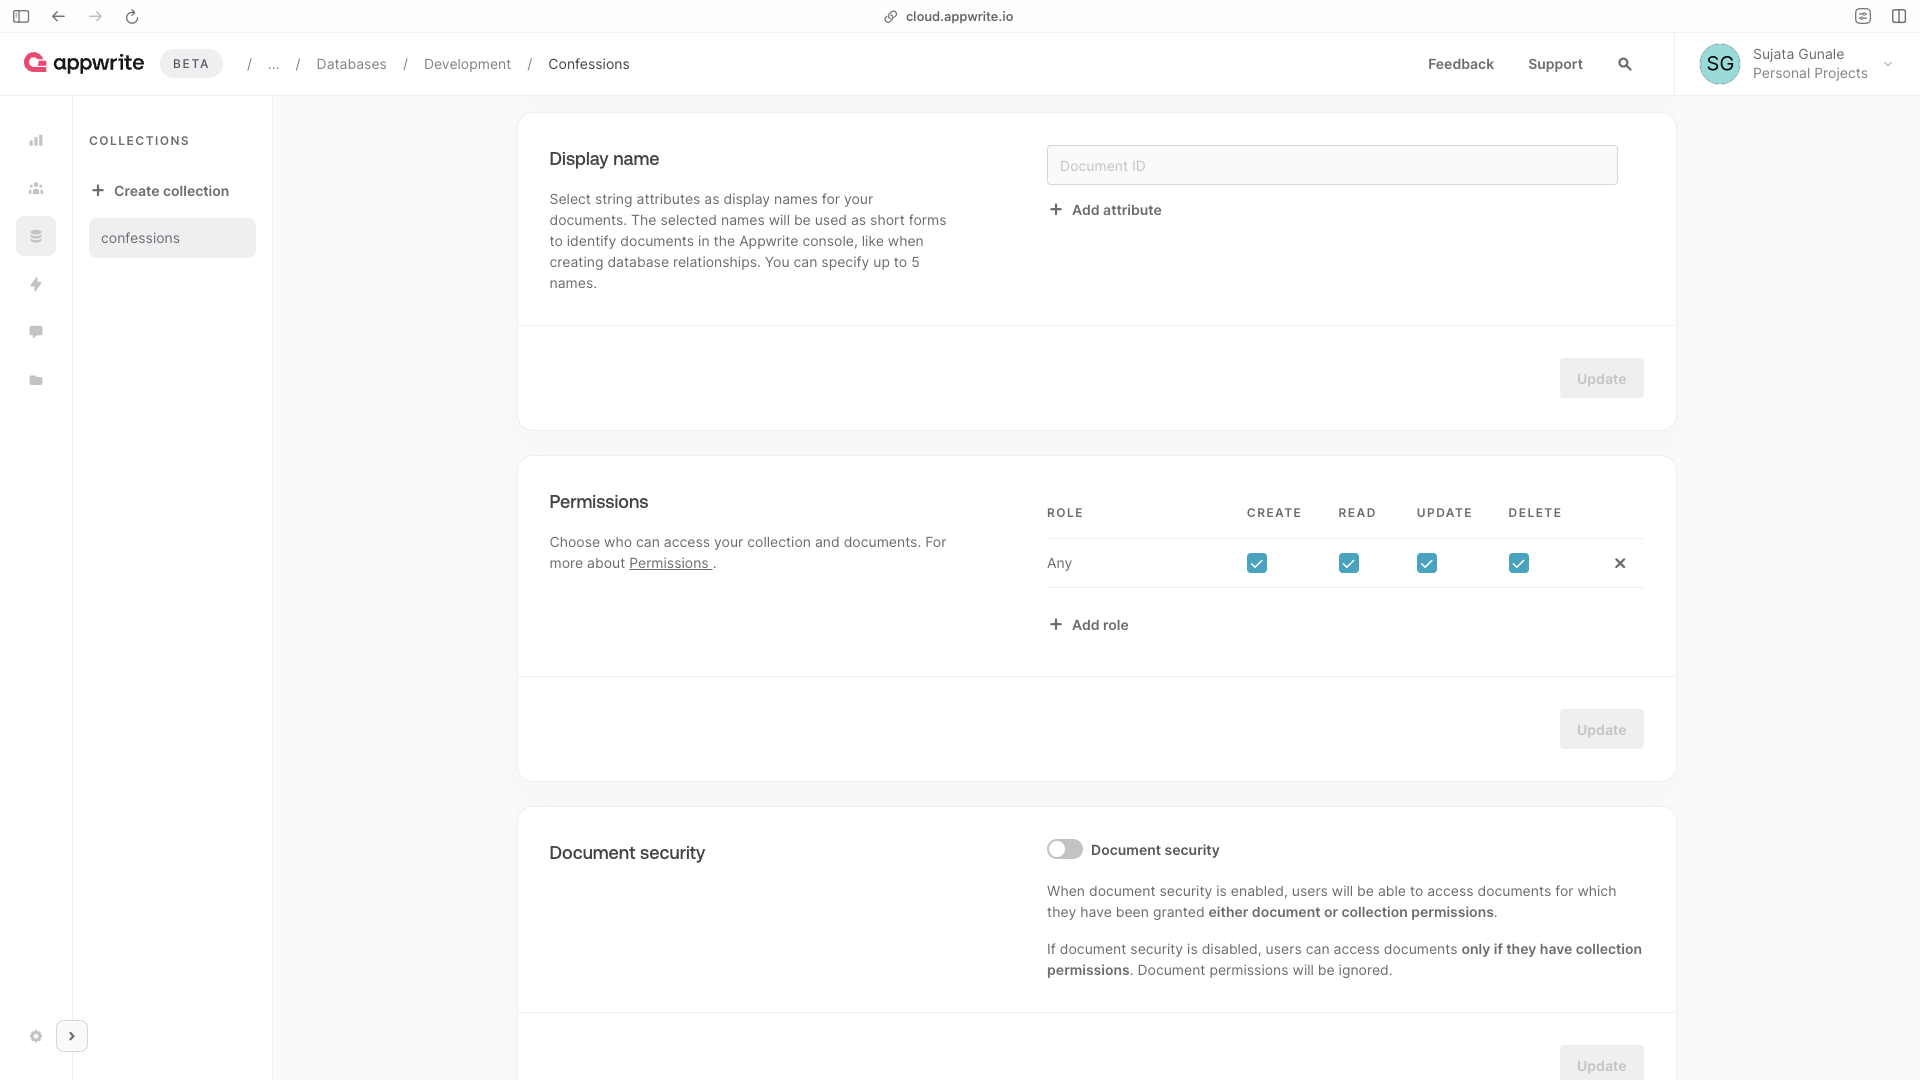 cloud.appwrite.io
appwrite BETA / ... / Databases / Development / Confessions
Feedback Support
SG Sujata Gunale
Personal Projects
COLLECTIONS
+ Create collection
confessions
Display name
Select string attributes as display names for your
documents. The selected names will be used as short forms
to identify documents in the Appwrite console, like when
creating database relationships. You can specify up to 5
names.
Document ID
+ Add attribute
Update
Permissions
Choose who can access your collection and documents. For
more about Permissions .
ROLE CREATE READ UPDATE DELETE
Any
+ Add role
Update
Document security
Document security
When document security is enabled, users will be able to access documents for which
they have been granted either document or collection permissions.
If document security is disabled, users can access documents only if they have collection
permissions. Document permissions will be ignored.
Update